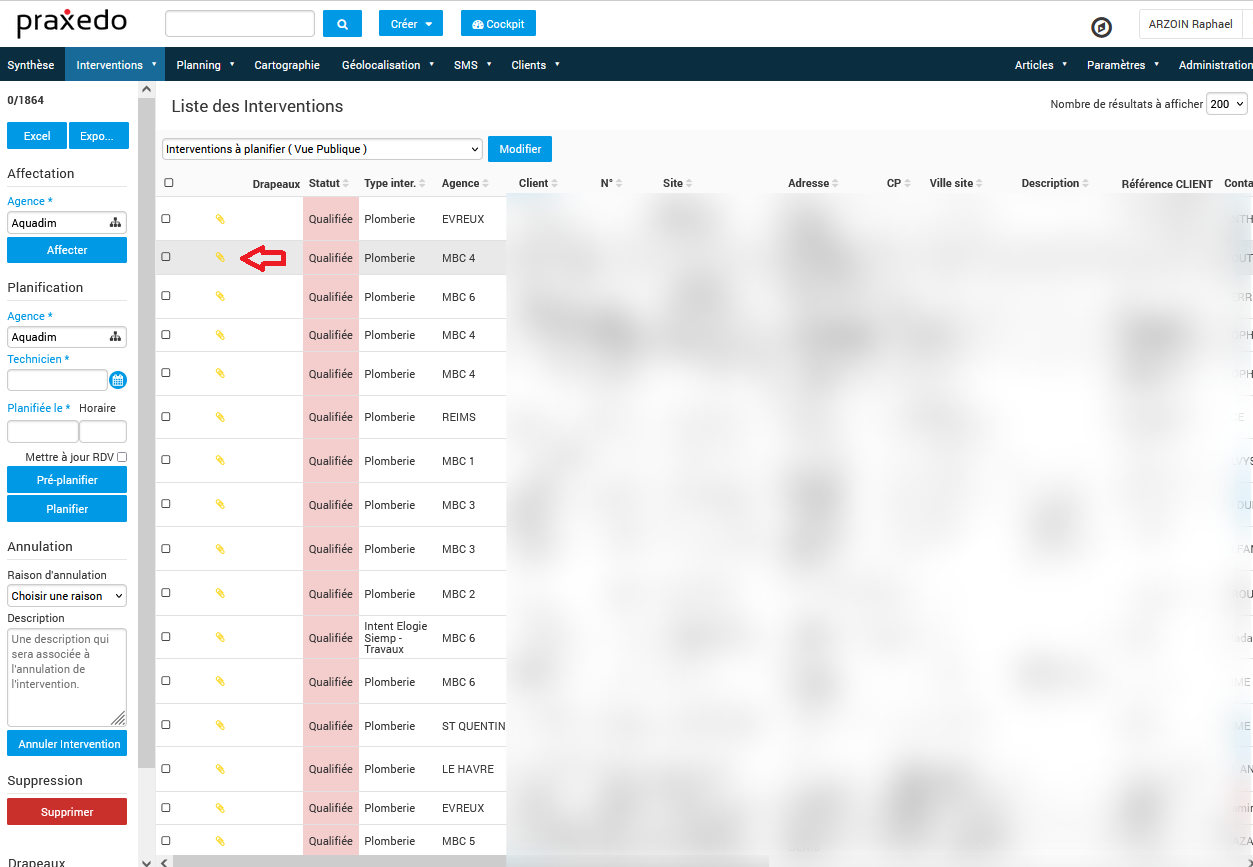 praxedo
Créer
Cockpit
ARZOIN Raphael
Synthèse
Interventions
Planning
Cartographie
Géolocalisation
SMS
Clients
Articles
Paramètres
Administration
0/1864
Excel
Expo...
Affectation
Agence *
Aquadim
Affecter
Planification
Agence *
Aquadim
Technicien *
Planifiée le * Horaire
Mettre à jour RDV
Pré-planifier
Planifier
Annulation
Raison d'annulation
Choisir une raison
Description
Une description qui
sera associée à
l'annulation de
l'intervention.
Annuler Intervention
Suppression
Supprimer
Drapeaux
Liste des Interventions
Nombre de résultats à afficher 200
Interventions à planifier ( Vue Publique )
Modifier
Drapeaux Statut Type inter. Agence Client N° Site Adresse CP Ville site Description Référence CLIENT Conta
Qualifiée Plomberie EVREUX
Qualifiée Plomberie MBC 4
Qualifiée Plomberie MBC 6
Qualifiée Plomberie MBC 4
Qualifiée Plomberie MBC 4
Qualifiée Plomberie REIMS
Qualifiée Plomberie MBC 1
Qualifiée Plomberie MBC 3
Qualifiée Plomberie MBC 3
Qualifiée Plomberie MBC 2
Intent Elogie
Qualifiée Siemp - MBC 6
Travaux
Qualifiée Plomberie MBC 6
Qualifiée Plomberie ST QUENTIN
Qualifiée Plomberie LE HAVRE
Qualifiée Plomberie EVREUX
Qualifiée Plomberie MBC 5